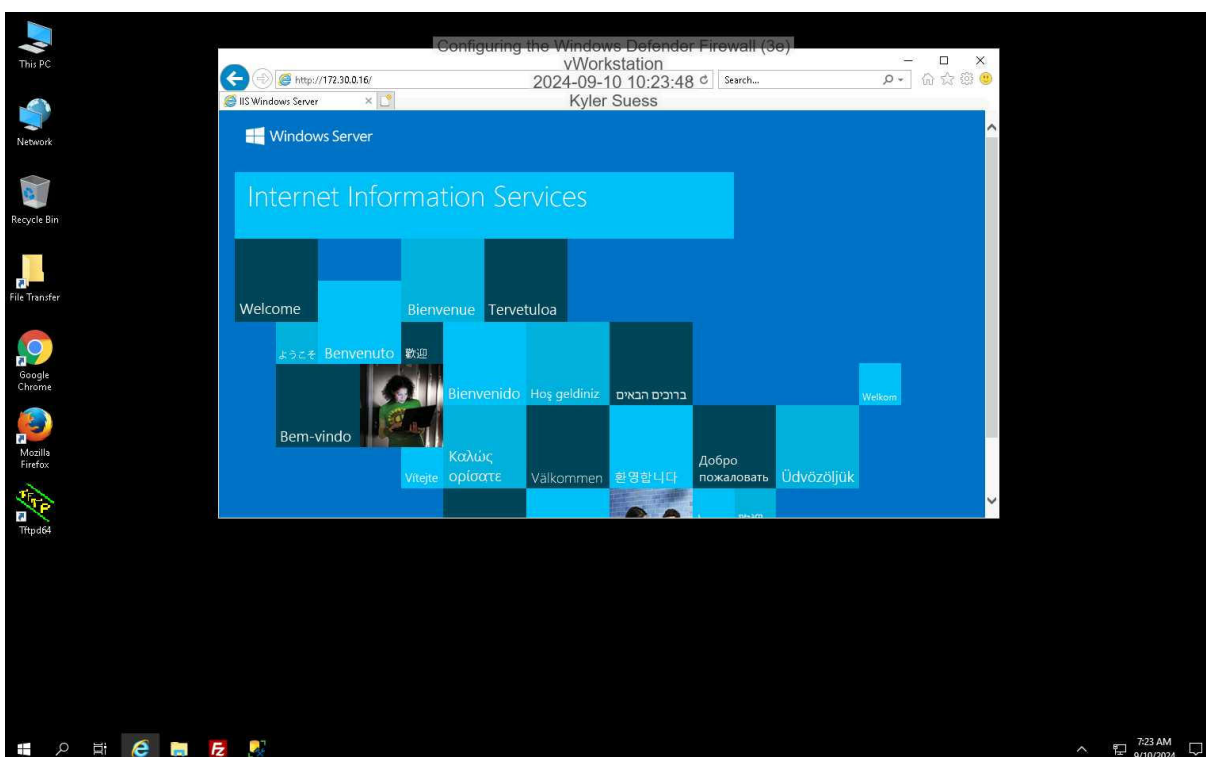 This PC
Network
Recycle Bin
File Transfer
Google
Chrome
Mozilla
Firefox
Tftpd64
Configuring the Windows Defender Firewall (3e)
vWorkstation
2024-09-10 10:23:48
Kyler Suess
http://172.30.0.16/
Search...
IIS Windows Server
Windows Server
Internet Information Services
Welcome
Bienvenue
Tervetuloa
ようこそ
Benvenuto
歡迎
Bienvenido
Hoş geldiniz
ברוכים הבאים
Welkom
Bem-vindo
Vítejte
Καλώς
ορίσατε
Välkommen
환영합니다
Добро
пожаловать
Üdvözöljük
7:23 AM
9/10/2024